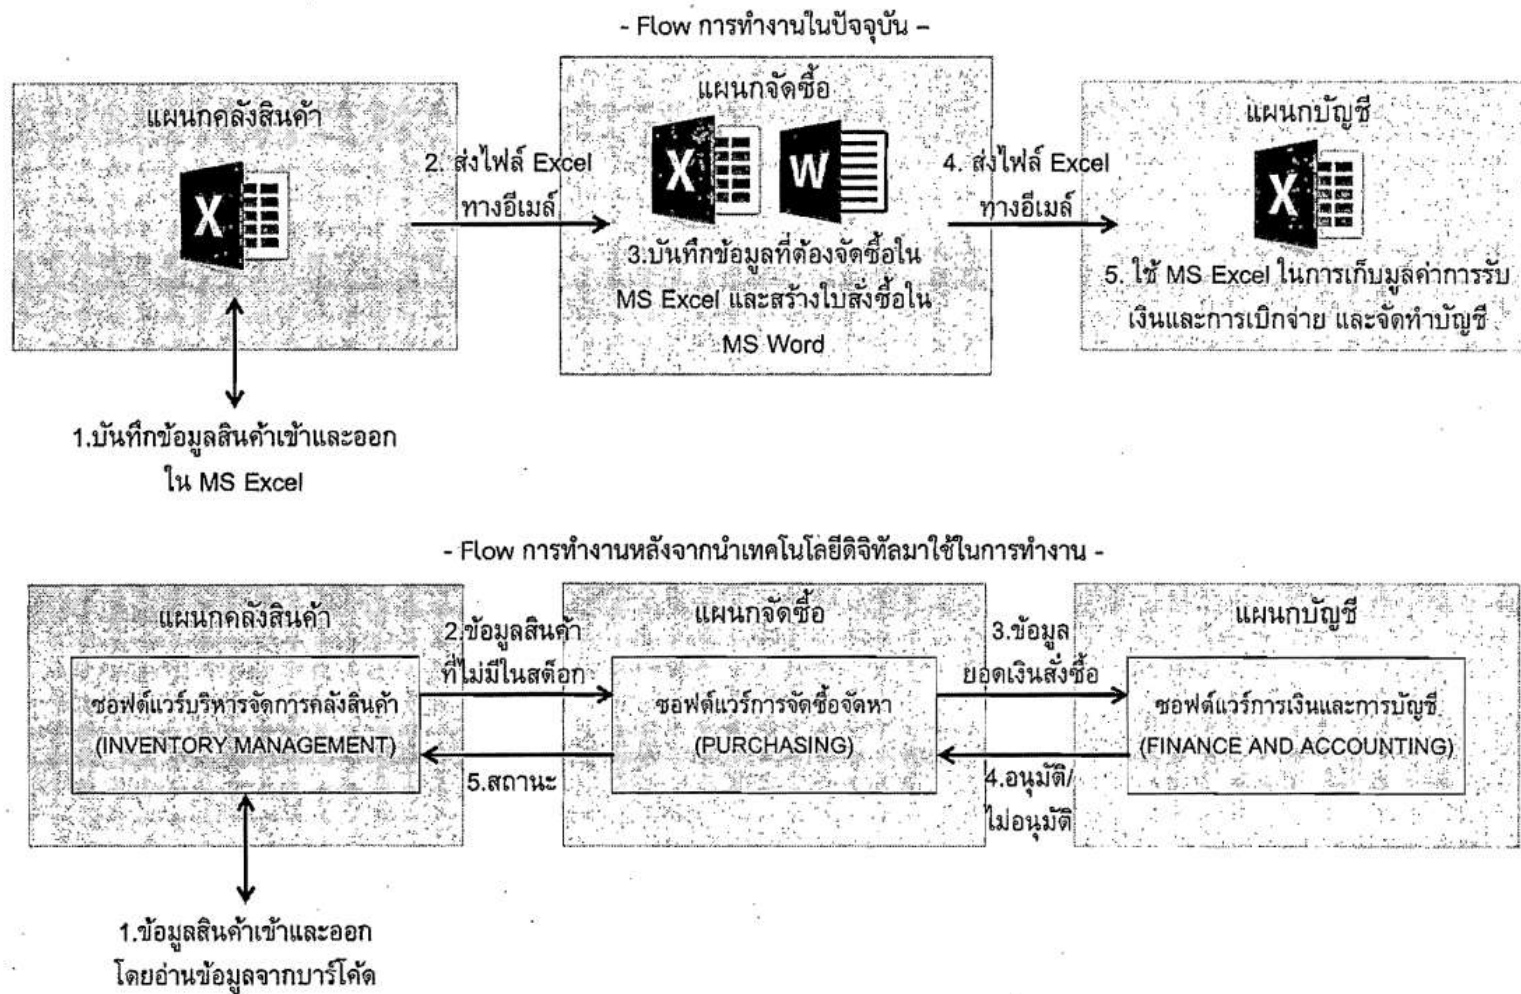 - Flow การทำงานในปัจจุบัน –
แผนกคลังสินค้า
X
2. ส่งไฟล์ Excel
ทางอีเมล์
แผนกจัดซื้อ
X
W
3.บันทึกข้อมูลที่ต้องจัดซื้อใน
MS Excel และสร้างใบสั่งซื้อใน
MS Word
4. ส่งไฟล์ Excel
ทางอีเมล์
แผนกบัญชี
X
5. ใช้ MS Excel ในการเก็บมูลค่าการรับ
เงินและการเบิกจ่าย และจัดทำบัญชี
1.บันทึกข้อมูลสินค้าเข้าและออก
ใน MS Excel
- Flow การทำงานหลังจากนำเทคโนโลยีดิจิทัลมาใช้ในการทำงาน -
แผนกคลังสินค้า
ซอฟต์แวร์บริหารจัดการคลังสินค้า
(INVENTORY MANAGEMENT)
2.ข้อมูลสินค้า
ที่ไม่มีในสต็อก
5.สถานะ
แผนกจัดซื้อ
ซอฟต์แวร์การจัดซื้อจัดหา
(PURCHASING)
3.ข้อมูล
ยอดเงินสั่งซื้อ
4.อนุมัติ/
ไม่อนุมัติ
แผนกบัญชี
ซอฟต์แวร์การเงินและการบัญชี
(FINANCE AND ACCOUNTING)
1.ข้อมูลสินค้าเข้าและออก
โดยอ่านข้อมูลจากบาร์โค้ด